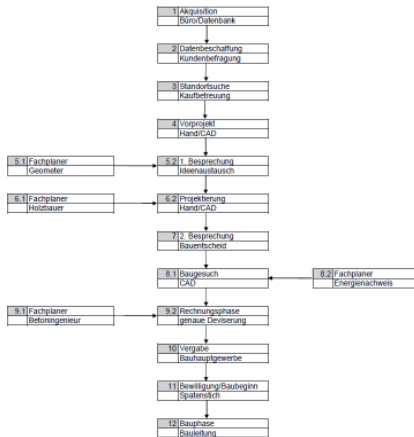 1 Akquisition
Büro/Datenbank
2 Datenbeschaffung
Kundenbefragung
3 Standortsuche
Kaufbetreuung
4 Vorprojekt
Hand/CAD
5.1 Fachplaner
Geometer
5.2 1. Besprechung
Ideenaustausch
6.1 Fachplaner
Holzbauer
6.2 Projektierung
Hand/CAD
7 2. Besprechung
Bauentscheid
8.1 Baugesuch
CAD
8.2 Fachplaner
Energienachweis
9.1 Fachplaner
Betoningenieur
9.2 Rechnungsphase
genaue Devisierung
10 Vergabe
Bauhauptgewerbe
11 Bewilligung/Baubeginn
Spatenstich
12 Bauphase
Bauleitung